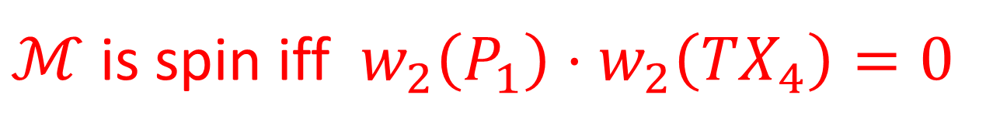 ℳ is spin iff w₂(P₁) · w₂(TX₄) = 0